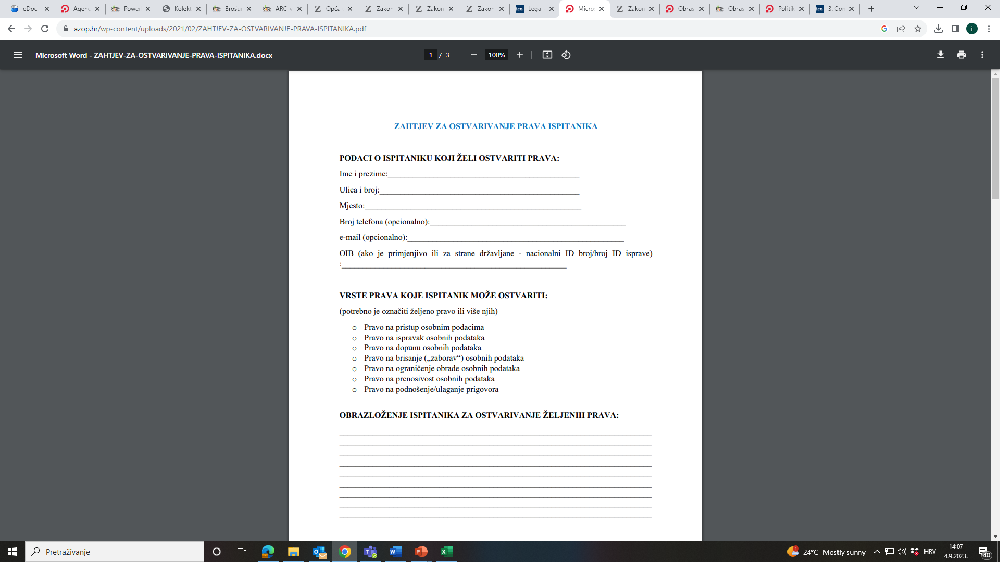 eDoc
Agenc
Power
Kolekt
Brošur
ARC-v
Opća
Zakon
Zakon
Zakon
Legal
Micro
Zakon
Obras
Obras
Politik
3. Cor
azop.hr/wp-content/uploads/2021/02/ZAHTJEV-ZA-OSTVARIVANJE-PRAVA-ISPITANIKA.pdf
Microsoft Word - ZAHTJEV-ZA-OSTVARIVANJE-PRAVA-ISPITANIKA.docx
1 / 3
100%
ZAHTJEV ZA OSTVARIVANJE PRAVA ISPITANIKA
PODACI O ISPITANIKU KOJI ŽELI OSTVARITI PRAVA:
Ime i prezime:
Ulica i broj:
Mjesto:
Broj telefona (opcionalno):
e-mail (opcionalno):
OIB (ako je primjenjivo ili za strane državljane - nacionalni ID broj/broj ID isprave)
:
VRSTE PRAVA KOJE ISPITANIK MOŽE OSTVARITI:
(potrebno je označiti željeno pravo ili više njih)
o Pravo na pristup osobnim podacima
o Pravo na ispravak osobnih podataka
o Pravo na dopunu osobnih podataka
o Pravo na brisanje („zaborav“) osobnih podataka
o Pravo na ograničenje obrade osobnih podataka
o Pravo na prenosivost osobnih podataka
o Pravo na podnošenje/ulaganje prigovora
OBRAZLOŽENJE ISPITANIKA ZA OSTVARIVANJE ŽELJENIH PRAVA:
Pretraživanje
24°C Mostly sunny
HRV
14:07
4.9.2023.
40